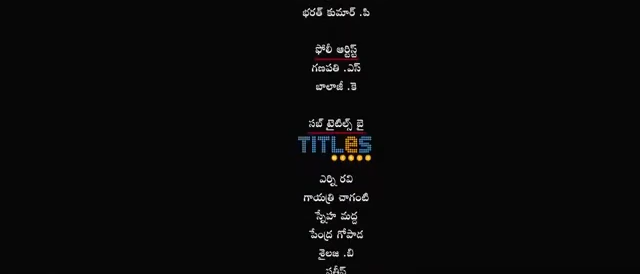 భరత్ కుమార్ .పి
ఫోలీ ఆర్టిస్ట్
గణపతి .ఎస్
బాలాజీ .కె
సబ్ టైటిల్స్ బై
TITLeS
ఎర్ని రవి
గాయత్రి చాగంటి
స్నేహ మద్ద
పేంద్ర గోపాద
శైలజ .బి